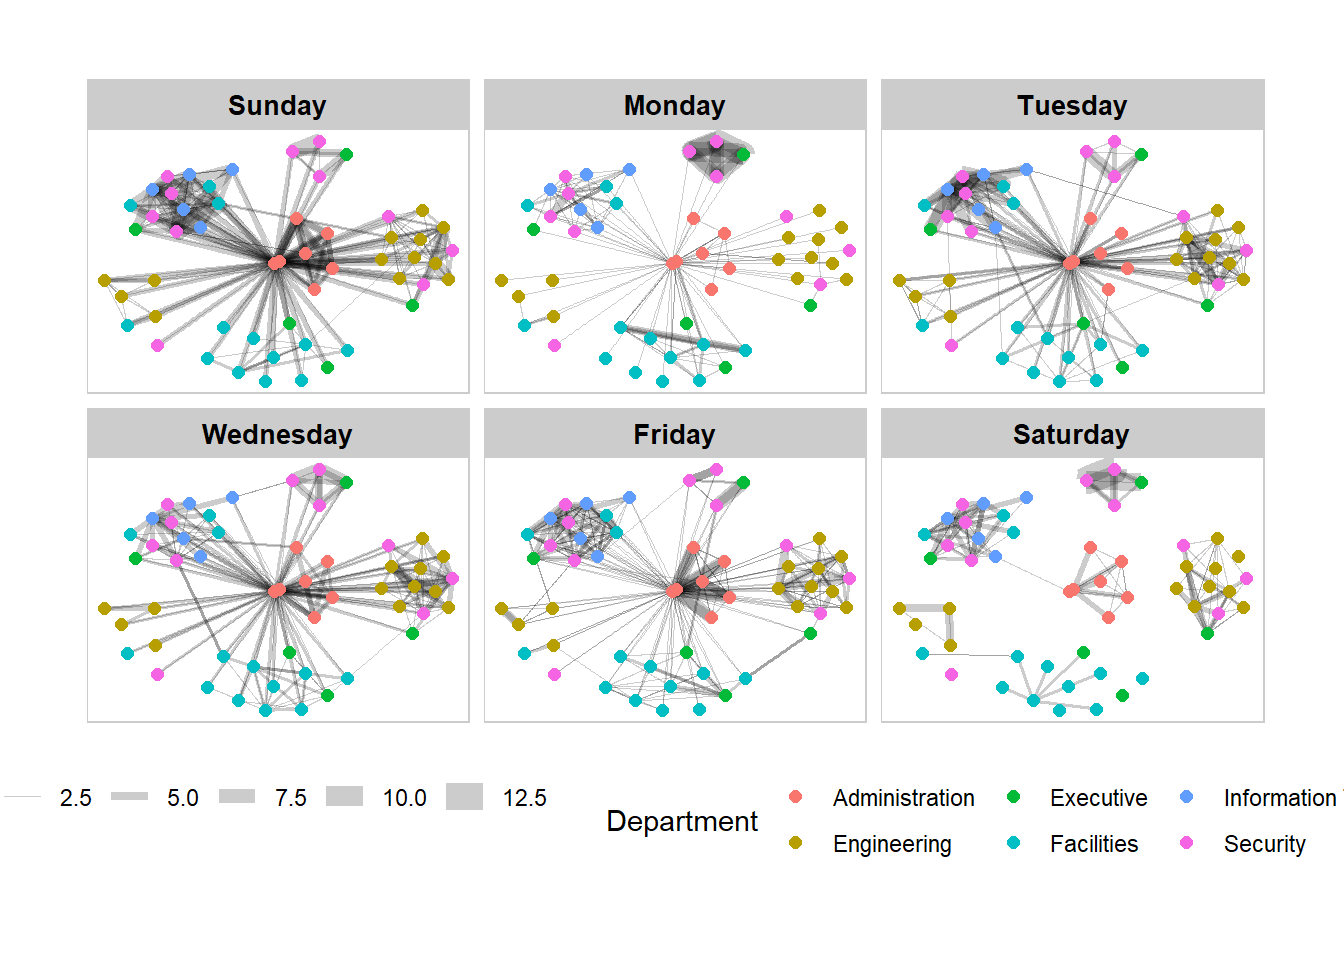 Sunday Monday Tuesday
Wednesday Friday Saturday
2.5 5.0 7.5 10.0 12.5
Department
Administration Executive Information
Engineering Facilities Security